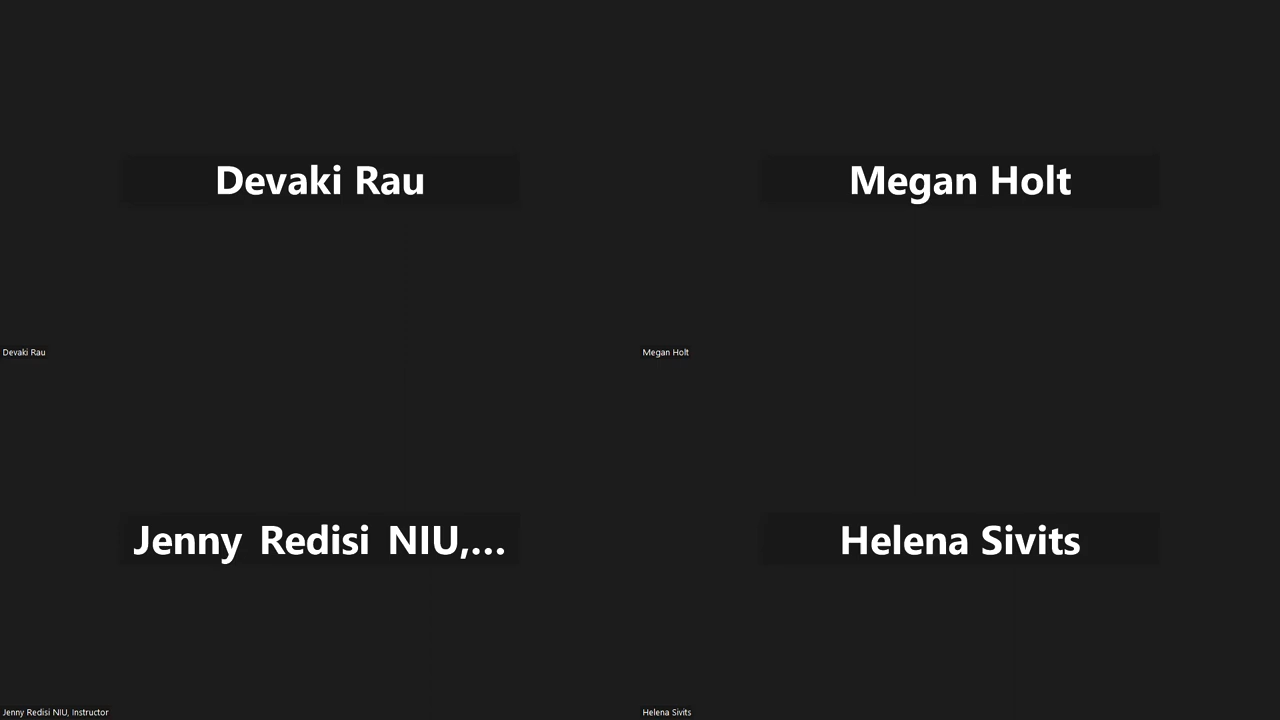 Devaki Rau
Megan Holt
Devaki Rau
Megan Holt
Jenny Redisi NIU,...
Helena Sivits
Jenny Redisi NIU, Instructor
Helena Sivits